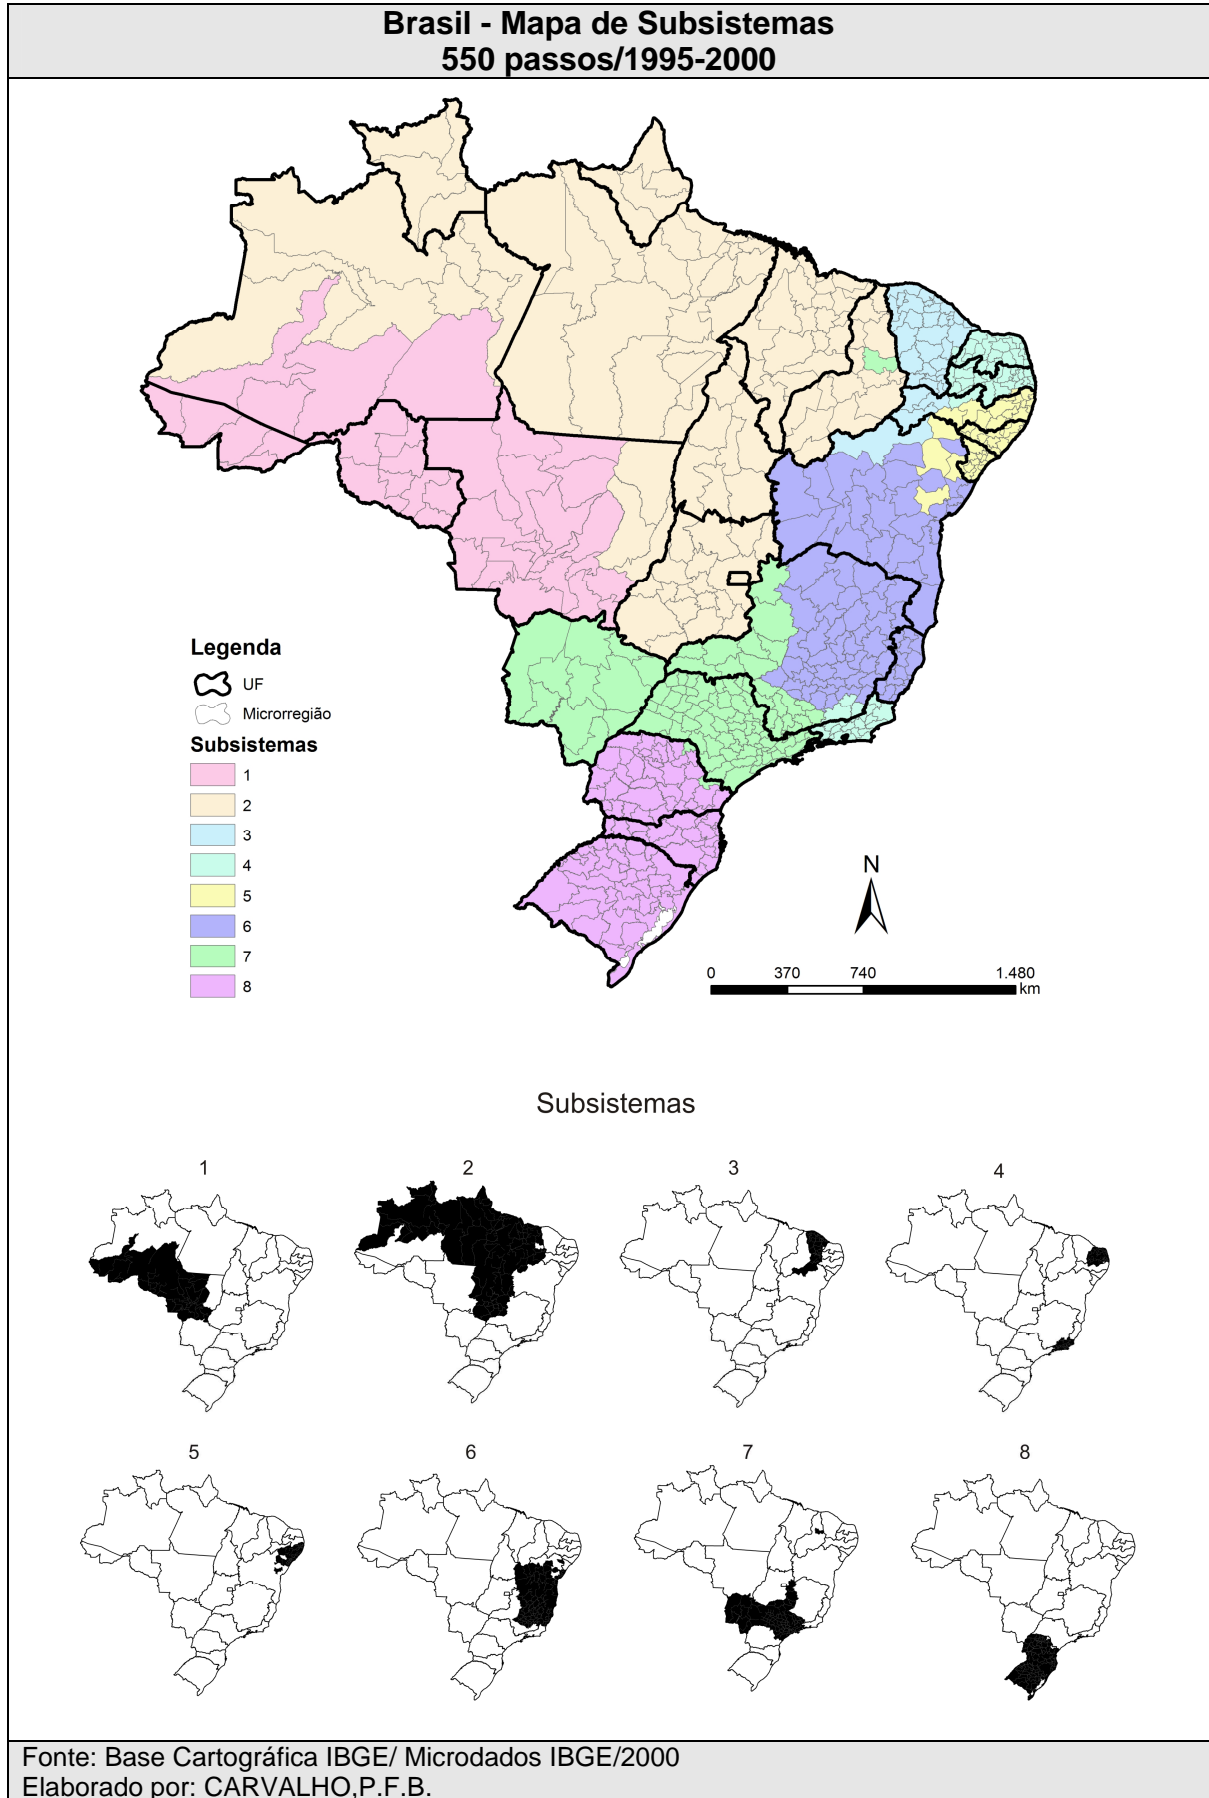 Brasil - Mapa de Subsistemas
550 passos/1995-2000
Legenda
UF
Microrregião
Subsistemas
1
2
3
4
5
6
7
8
N
0 370 740 1.480
km
Subsistemas
1 2 3 4
5 6 7 8
Fonte: Base Cartográfica IBGE/ Microdados IBGE/2000
Elaborado por: CARVALHO,P.F.B.